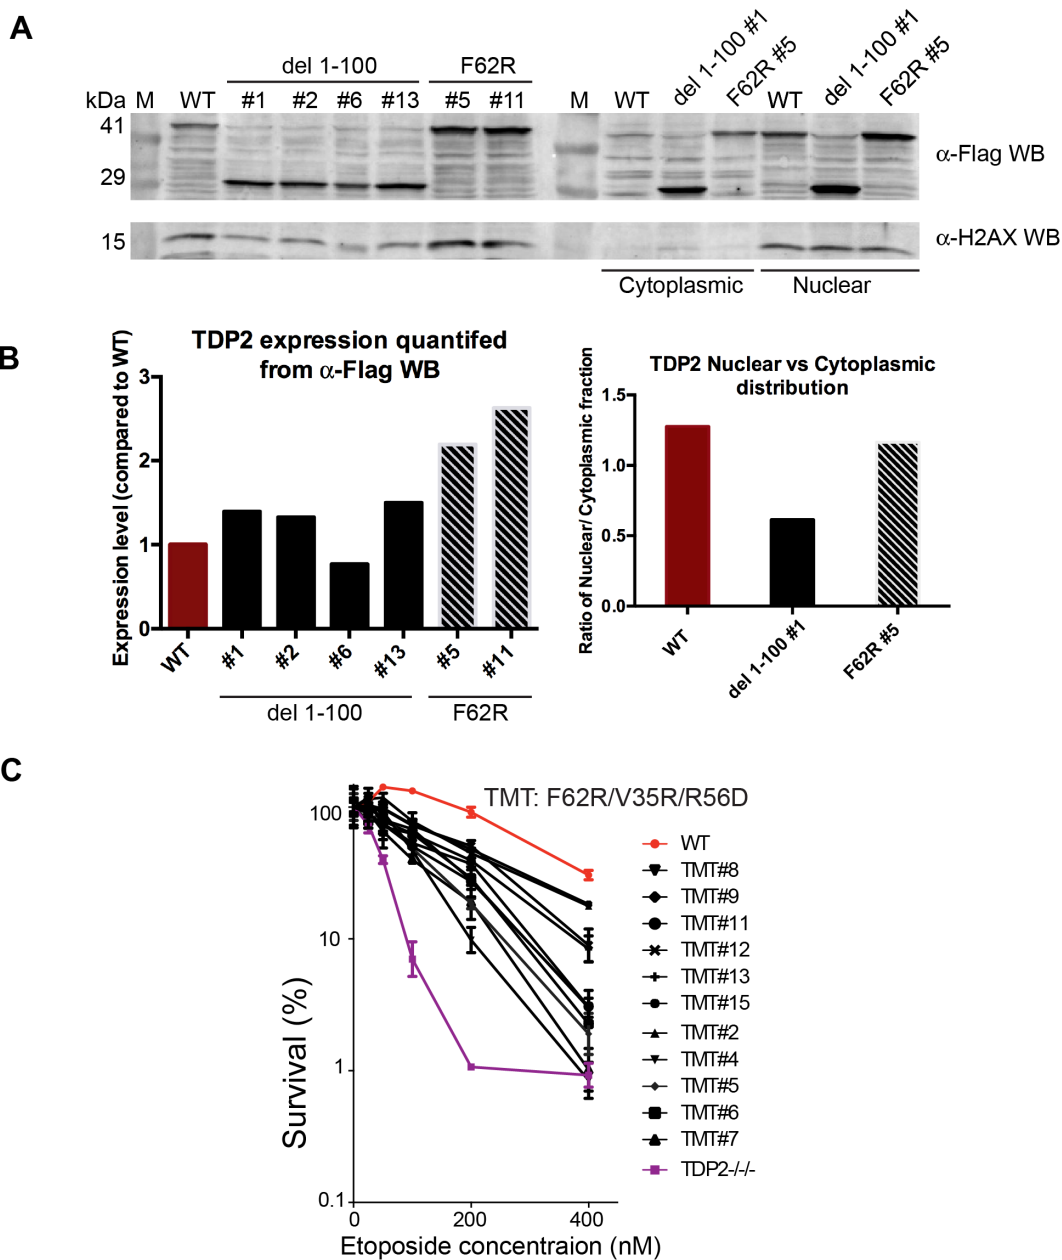 A
del 1-100
F62R
kDa M WT #1 #2 #6 #13 #5 #11 M WT del 1-100 #1 F62R #5 WT del 1-100 #1 F62R #5
41
29
α-Flag WB
15
α-H2AX WB
Cytoplasmic
Nuclear
B
TDP2 expression quantifed
from α-Flag WB
Expression level (compared to WT)
3
2
1
0
WT #1 #2 #6 #13 #5 #11
del 1-100
F62R
TDP2 Nuclear vs Cytoplasmic
distribution
Ratio of Nuclear/ Cytoplasmic fraction
1.5
1.0
0.5
0.0
WT del 1-100 #1 F62R #5
C
TMT: F62R/V35R/R56D
Survival (%)
100
10
1
0.1
0 200 400
Etoposide concentraion (nM)
WT
TMT#8
TMT#9
TMT#11
TMT#12
TMT#13
TMT#15
TMT#2
TMT#4
TMT#5
TMT#6
TMT#7
TDP2-/-/-